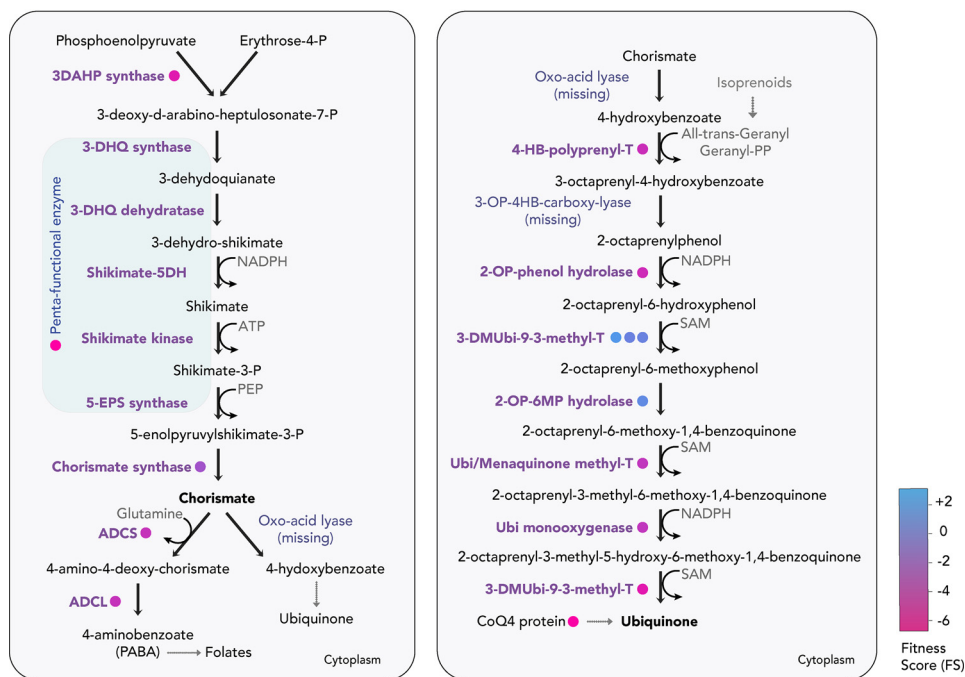 Phosphoenolpyruvate
Erythrose-4-P
3DAHP synthase
3-deoxy-d-arabino-heptulosonate-7-P
3-DHQ synthase
3-dehydoquianate
3-DHQ dehydratase
3-dehydro-shikimate
NADPH
Shikimate-5DH
Shikimate
ATP
Shikimate kinase
Shikimate-3-P
PEP
5-EPS synthase
Penta-functional enzyme
5-enolpyruvylshikimate-3-P
Chorismate synthase
Chorismate
Glutamine
ADCS
Oxo-acid lyase
(missing)
4-amino-4-deoxy-chorismate
4-hydoxybenzoate
ADCL
Ubiquinone
4-aminobenzoate
(PABA)
Folates
Cytoplasm
Chorismate
Oxo-acid lyase
(missing)
Isoprenoids
4-hydroxybenzoate
All-trans-Geranyl
Geranyl-PP
4-HB-polyprenyl-T
3-octaprenyl-4-hydroxybenzoate
3-OP-4HB-carboxy-lyase
(missing)
2-octaprenylphenol
NADPH
2-OP-phenol hydrolase
2-octaprenyl-6-hydroxyphenol
SAM
3-DMUbi-9-3-methyl-T
2-octaprenyl-6-methoxyphenol
2-OP-6MP hydrolase
2-octaprenyl-6-methoxy-1,4-benzoquinone
SAM
Ubi/Menaquinone methyl-T
2-octaprenyl-3-methyl-6-methoxy-1,4-benzoquinone
NADPH
Ubi monooxygenase
2-octaprenyl-3-methyl-5-hydroxy-6-methoxy-1,4-benzoquinone
SAM
3-DMUbi-9-3-methyl-T
CoQ4 protein
Ubiquinone
Cytoplasm
+2
0
-2
-4
-6
Fitness
Score (FS)